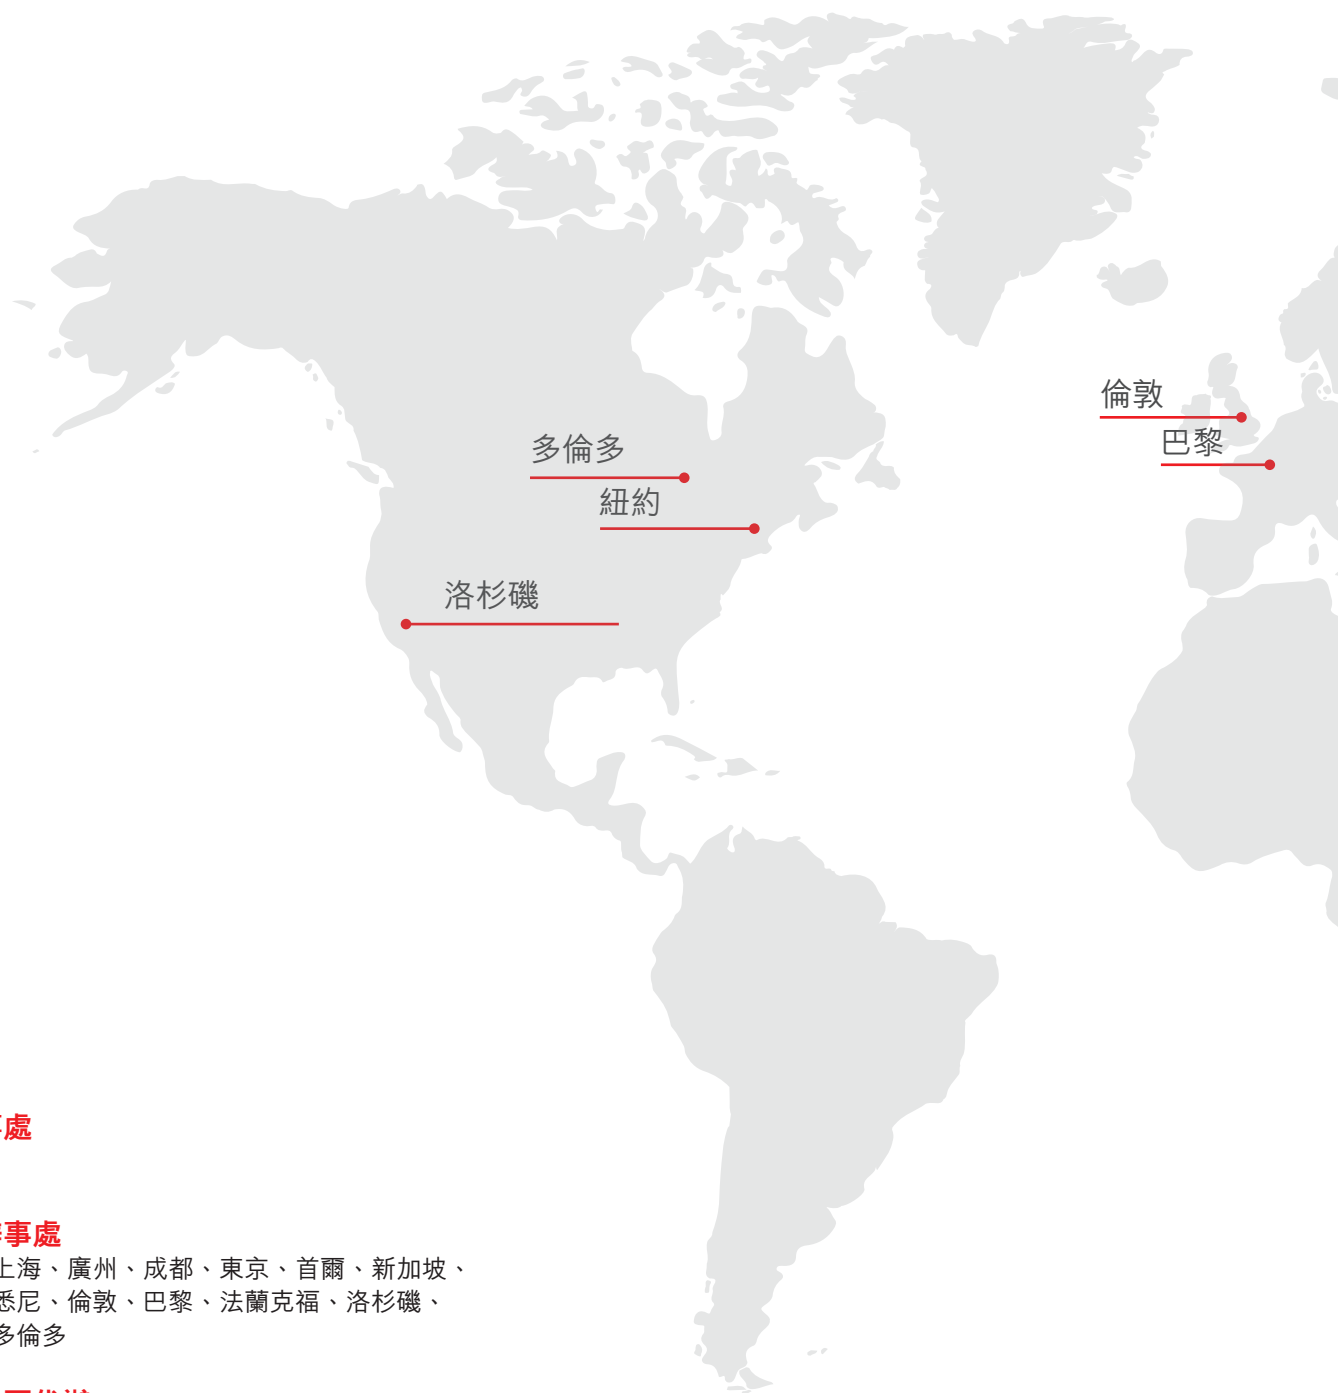 倫敦
巴黎
多倫多
紐約
洛杉磯
處
事處
上海、廣州、成都、東京、首爾、新加坡、
悉尼、倫敦、巴黎、法蘭克福、洛杉磯、
多倫多